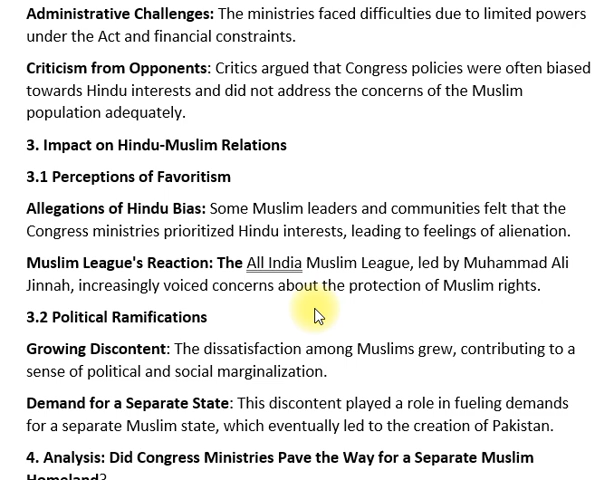 Administrative Challenges: The ministries faced difficulties due to limited powers
under the Act and financial constraints.
Criticism from Opponents: Critics argued that Congress policies were often biased
towards Hindu interests and did not address the concerns of the Muslim
population adequately.
3. Impact on Hindu-Muslim Relations
3.1 Perceptions of Favoritism
Allegations of Hindu Bias: Some Muslim leaders and communities felt that the
Congress ministries prioritized Hindu interests, leading to feelings of alienation.
Muslim League's Reaction: The All India Muslim League, led by Muhammad Ali
Jinnah, increasingly voiced concerns about the protection of Muslim rights.
3.2 Political Ramifications
Growing Discontent: The dissatisfaction among Muslims grew, contributing to a
sense of political and social marginalization.
Demand for a Separate State: This discontent played a role in fueling demands
for a separate Muslim state, which eventually led to the creation of Pakistan.
4. Analysis: Did Congress Ministries Pave the Way for a Separate Muslim
Homeland?